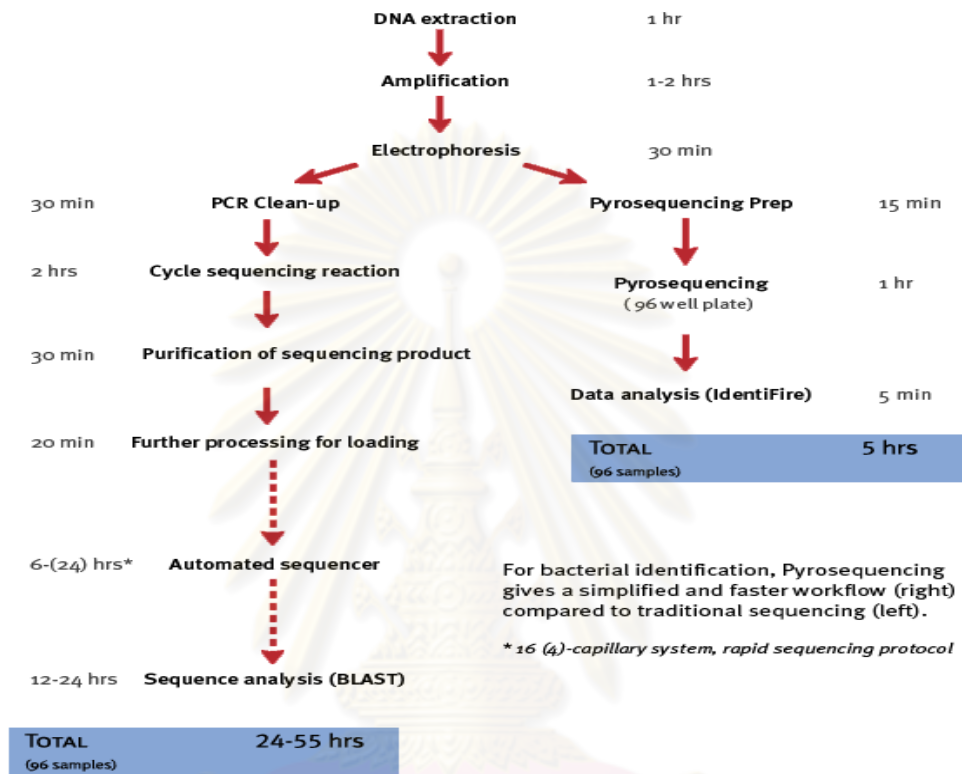 DNA extraction 1 hr
Amplification 1-2 hrs
Electrophoresis 30 min
30 min PCR Clean-up
2 hrs Cycle sequencing reaction
30 min Purification of sequencing product
20 min Further processing for loading
6-(24) hrs* Automated sequencer
12-24 hrs Sequence analysis (BLAST)
TOTAL 24-55 hrs
(96 samples)
Pyrosequencing Prep 15 min
Pyrosequencing 1 hr
( 96 well plate)
Data analysis (IdentiFire) 5 min
TOTAL 5 hrs
(96 samples)
For bacterial identification, Pyrosequencing
gives a simplified and faster workflow (right)
compared to traditional sequencing (left).
* 16 (4)-capillary system, rapid sequencing protocol